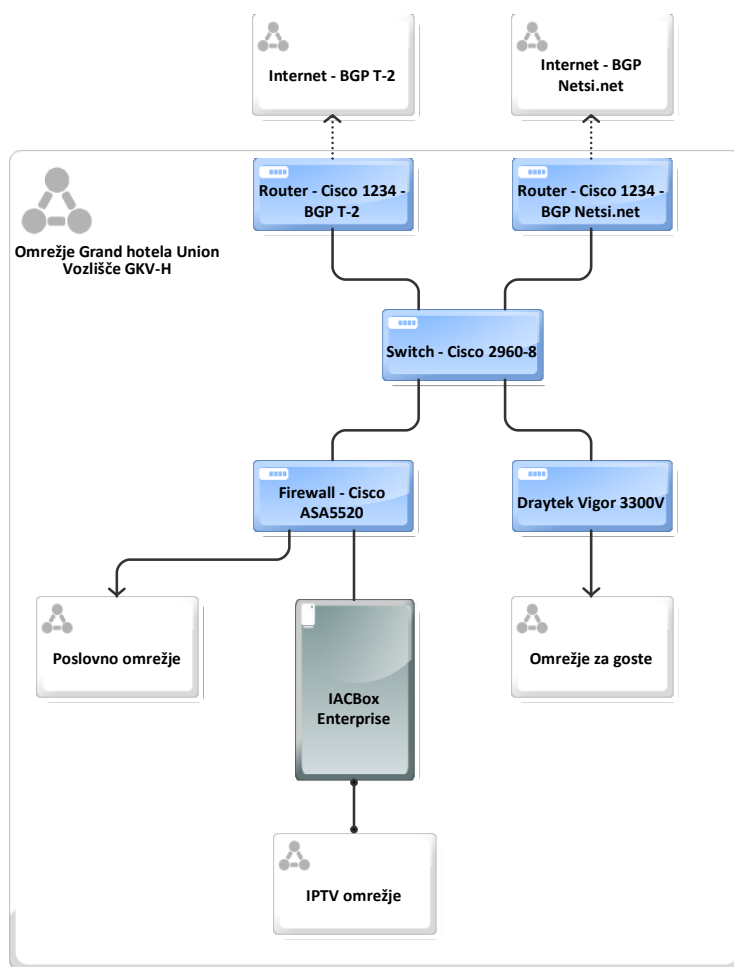 Internet - BGP T-2
Internet - BGP
Netsi.net
Router - Cisco 1234 -
BGP T-2
Router - Cisco 1234 -
BGP Netsi.net
Omrežje Grand hotela Union
Vozlišče GKV-H
Switch - Cisco 2960-8
Firewall - Cisco
ASA5520
Draytek Vigor 3300V
Poslovno omrežje
IACBox
Enterprise
Omrežje za goste
IPTV omrežje